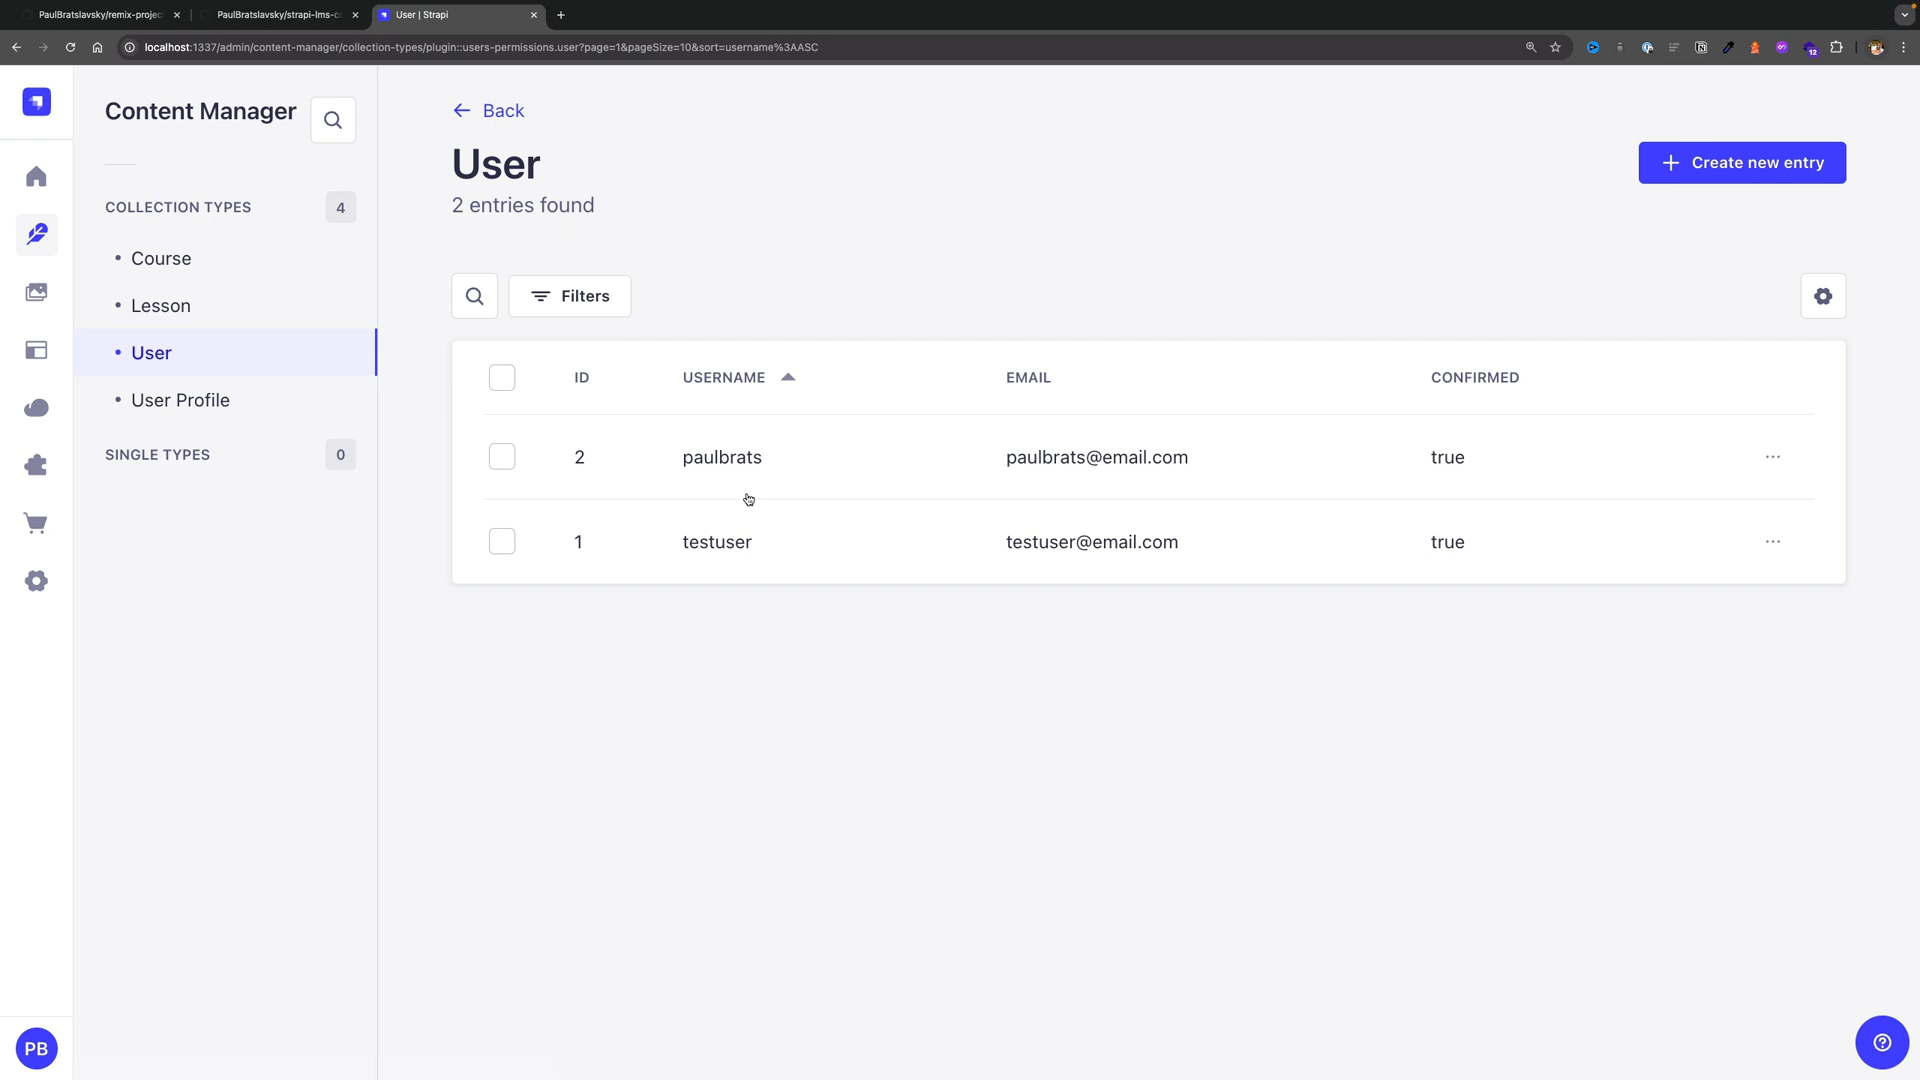 PaulBratslavsky/remix-projec
PaulBratslavsky/strapi-lms-c
User | Strapi
localhost:1337/admin/content-manager/collection-types/plugin::users-permissions.user?page=1&pageSize=10&sort=username%3AASC
12
Content Manager
COLLECTION TYPES 4
Course
Lesson
User
User Profile
SINGLE TYPES 0
PB
Back
User
2 entries found
Create new entry
Filters
ID USERNAME EMAIL CONFIRMED
2 paulbrats paulbrats@email.com true
1 testuser testuser@email.com true